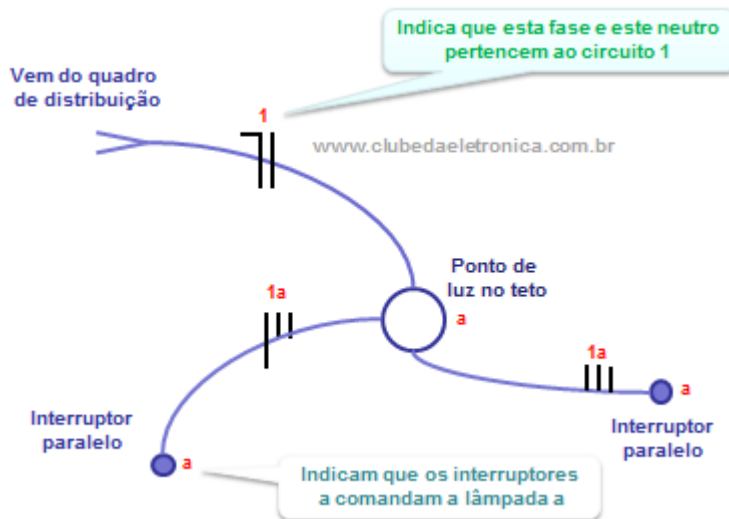 Indica que esta fase e este neutro
pertencem ao circuito 1
Vem do quadro
de distribuição
1
www.clubedaeletronica.com.br
Ponto de
luz no teto
a
1a
1a
a
Interruptor
paralelo
Interruptor
paralelo
a
Indicam que os interruptores
a comandam a lâmpada a